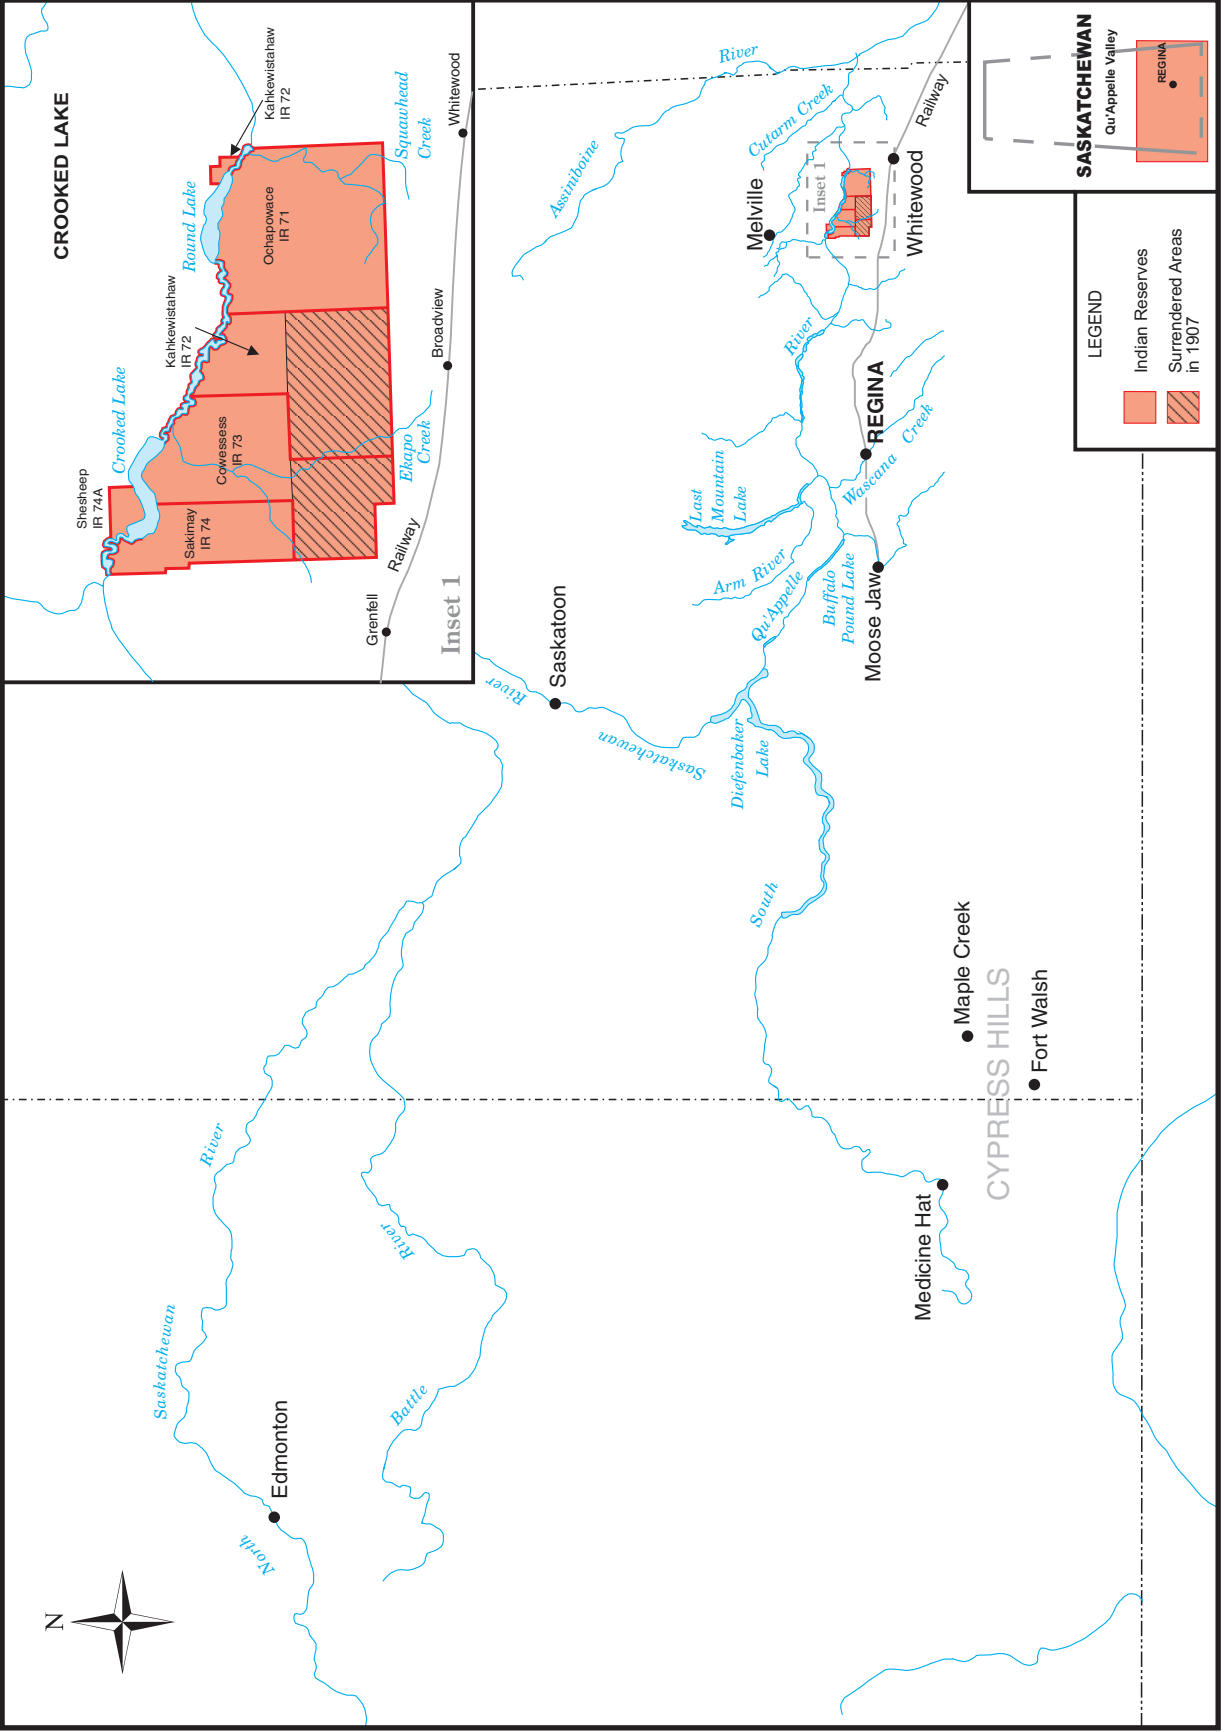 N
North
Saskatchewan
River
Edmonton
Battle
River
Medicine Hat
CYPRESS HILLS
Maple Creek
Fort Walsh
South
Saskatchewan
River
Saskatoon
Diefenbaker
Lake
Qu'Appelle
River
Arm River
Buffalo
Pound Lake
Moose Jaw
Last
Mountain
Lake
Wascana
Creek
REGINA
Melville
Inset 1
Whitewood
Railway
Cutarm Creek
Assiniboine
River
CROOKED LAKE
Shesheep
IR 74A
Crooked Lake
Kahkewistahaw
IR 72
Round Lake
Kahkewistahaw
IR 72
Sakimay
IR 74
Cowessess
IR 73
Ochapowace
IR 71
Ekapo
Creek
Squawhead
Creek
Grenfell
Railway
Broadview
Whitewood
Inset 1
LEGEND
Indian Reserves
Surrendered Areas
in 1907
SASKATCHEWAN
Qu'Appelle Valley
REGINA